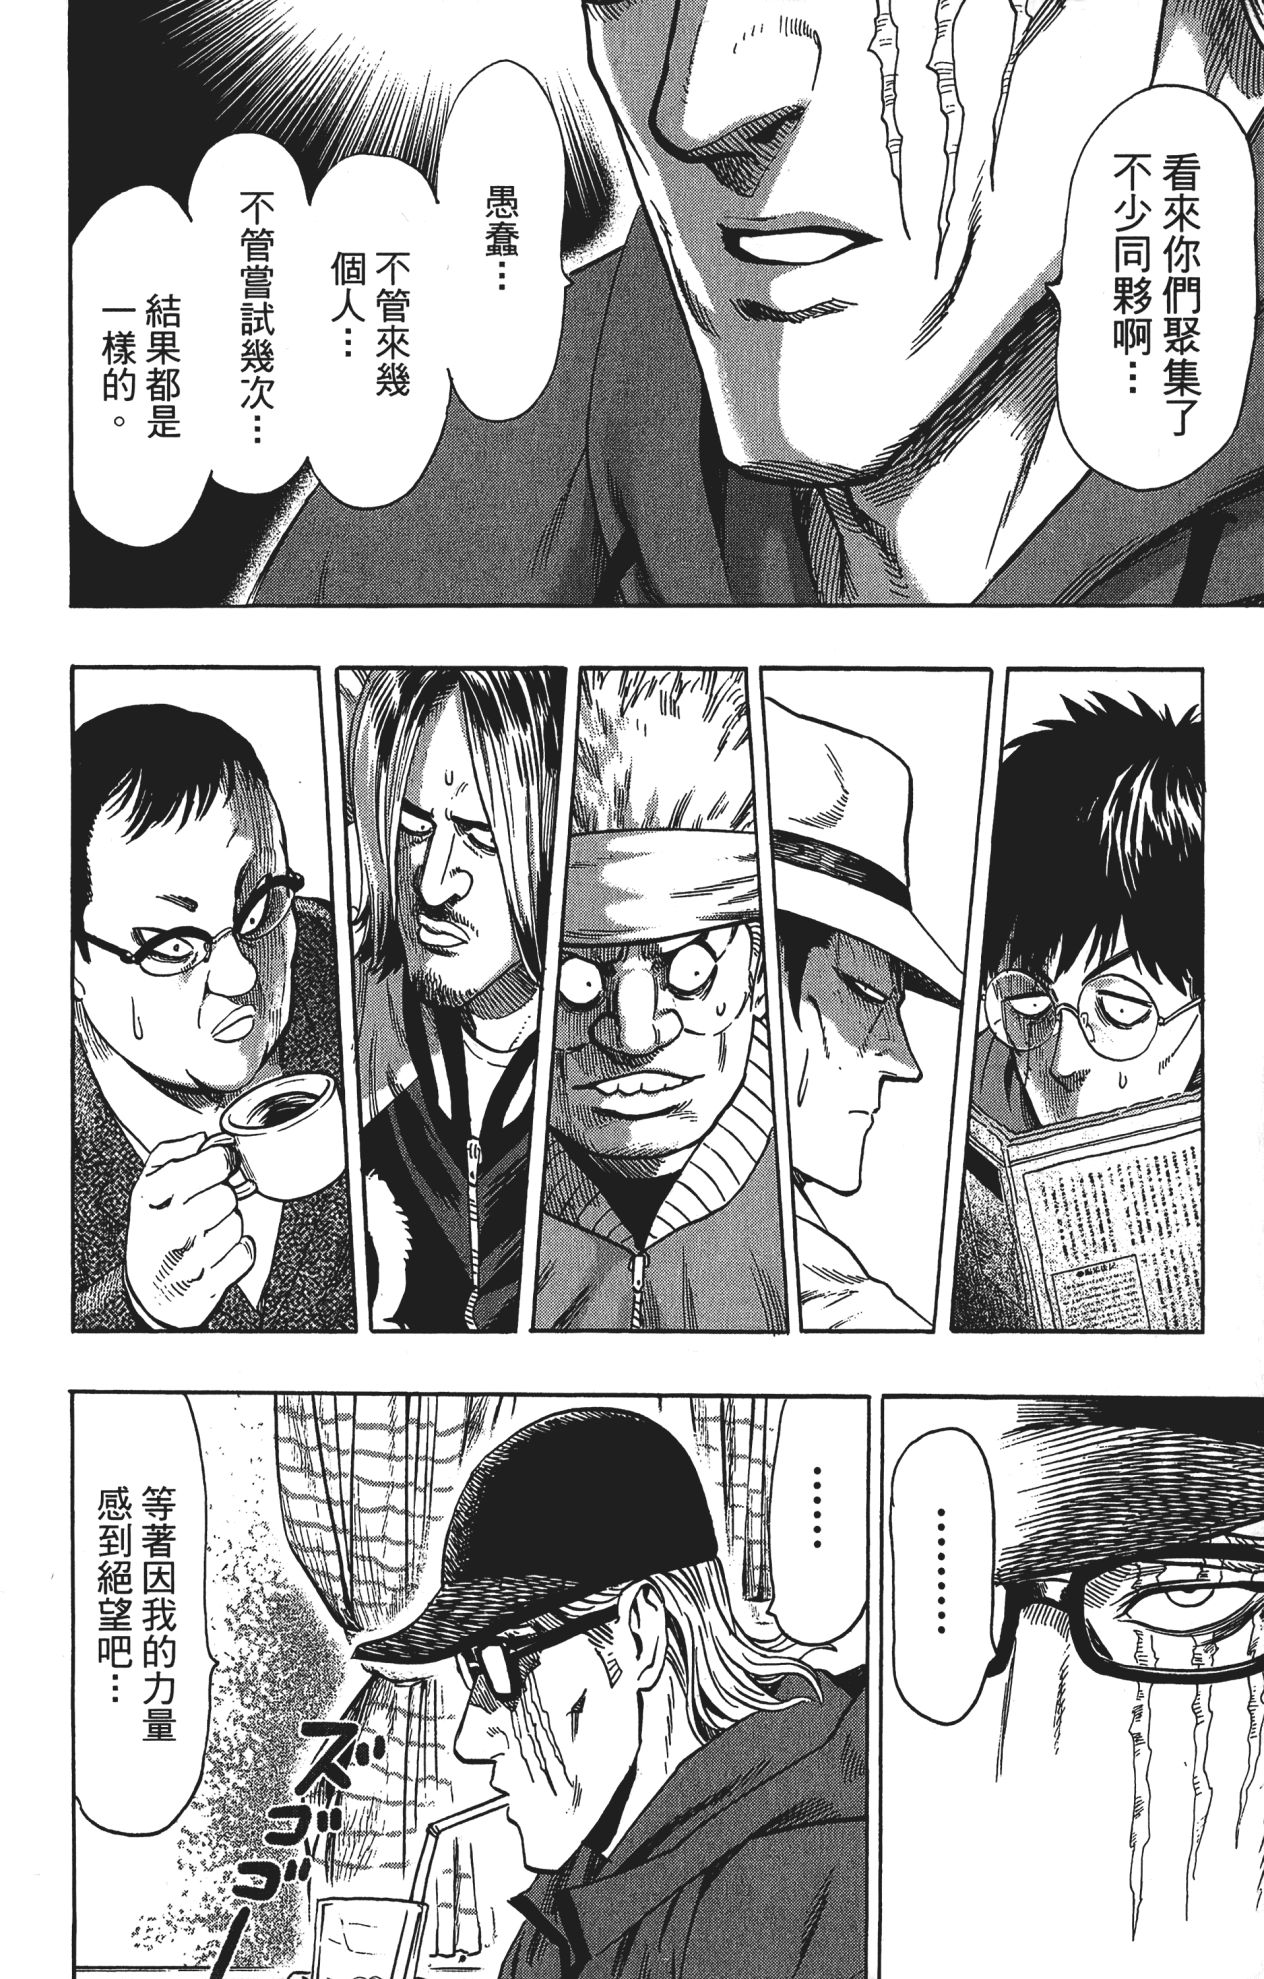 看來你們聚集了
不少同夥啊…
愚蠢…
不管來幾
個人…
不管嘗試幾次…
結果都是
一樣的。
………
……
等著因我的力量
感到絕望吧…
ズゴゴー